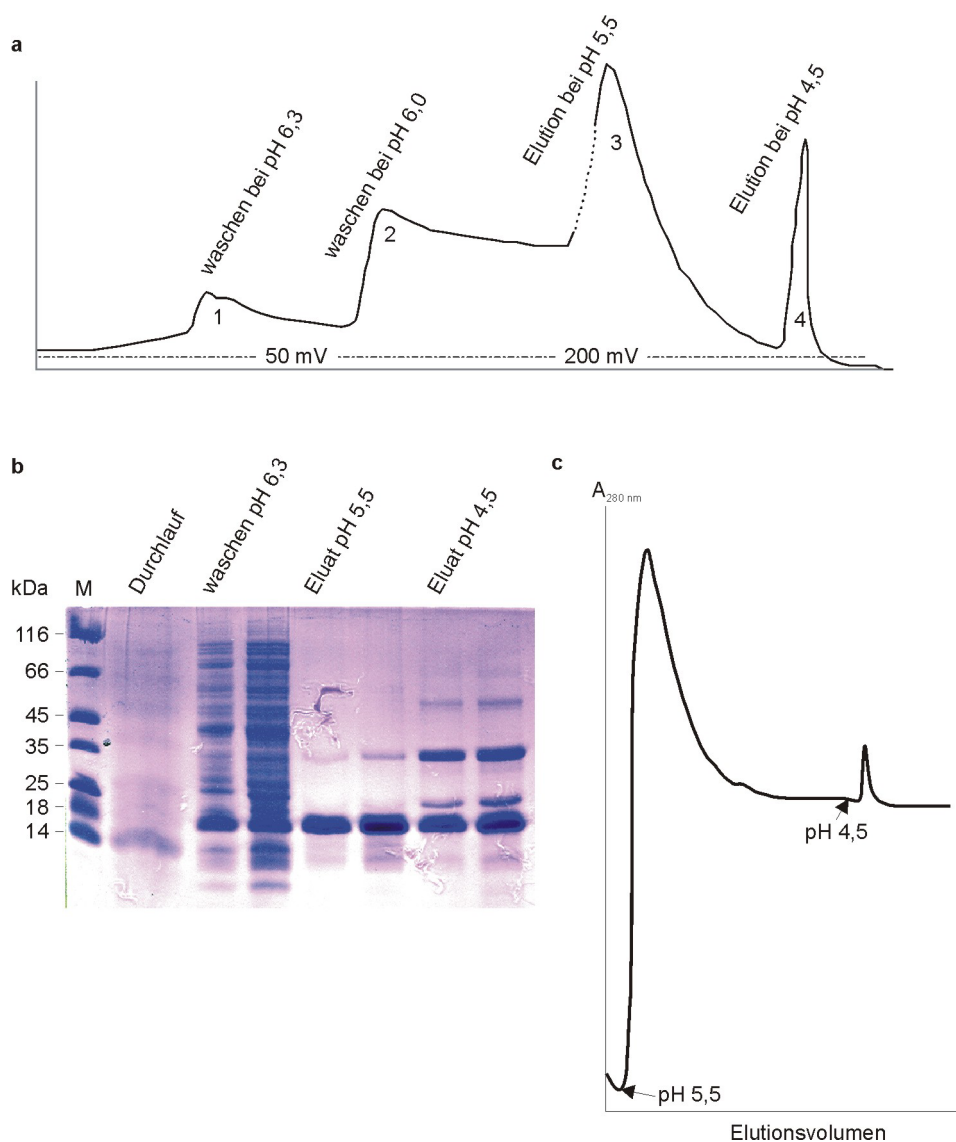 a
waschen bei pH 6,3
waschen bei pH 6,0
Elution bei pH 5,5
Elution bei pH 4,5
1
2
3
4
50 mV
200 mV
b
kDa
M
Durchlauf
waschen pH 6,3
Eluat pH 5,5
Eluat pH 4,5
116
66
45
35
25
18
14
c
A280 nm
pH 4,5
pH 5,5
Elutionsvolumen